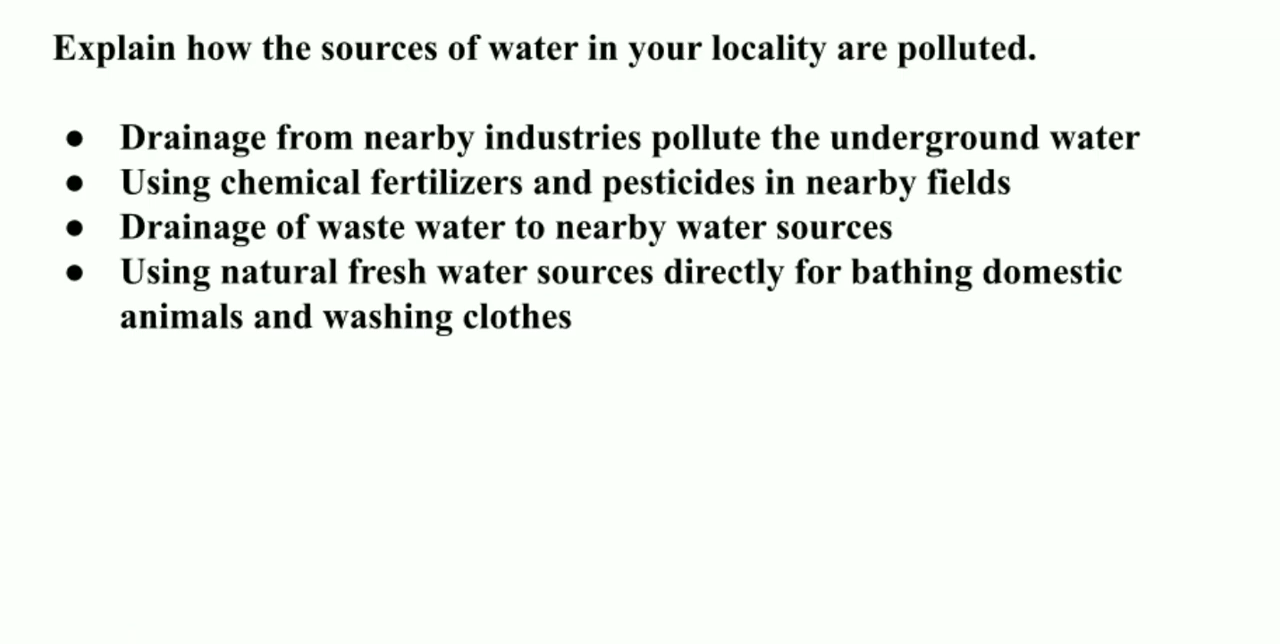 Explain how the sources of water in your locality are polluted.
● Drainage from nearby industries pollute the underground water
● Using chemical fertilizers and pesticides in nearby fields
● Drainage of waste water to nearby water sources
● Using natural fresh water sources directly for bathing domestic
animals and washing clothes